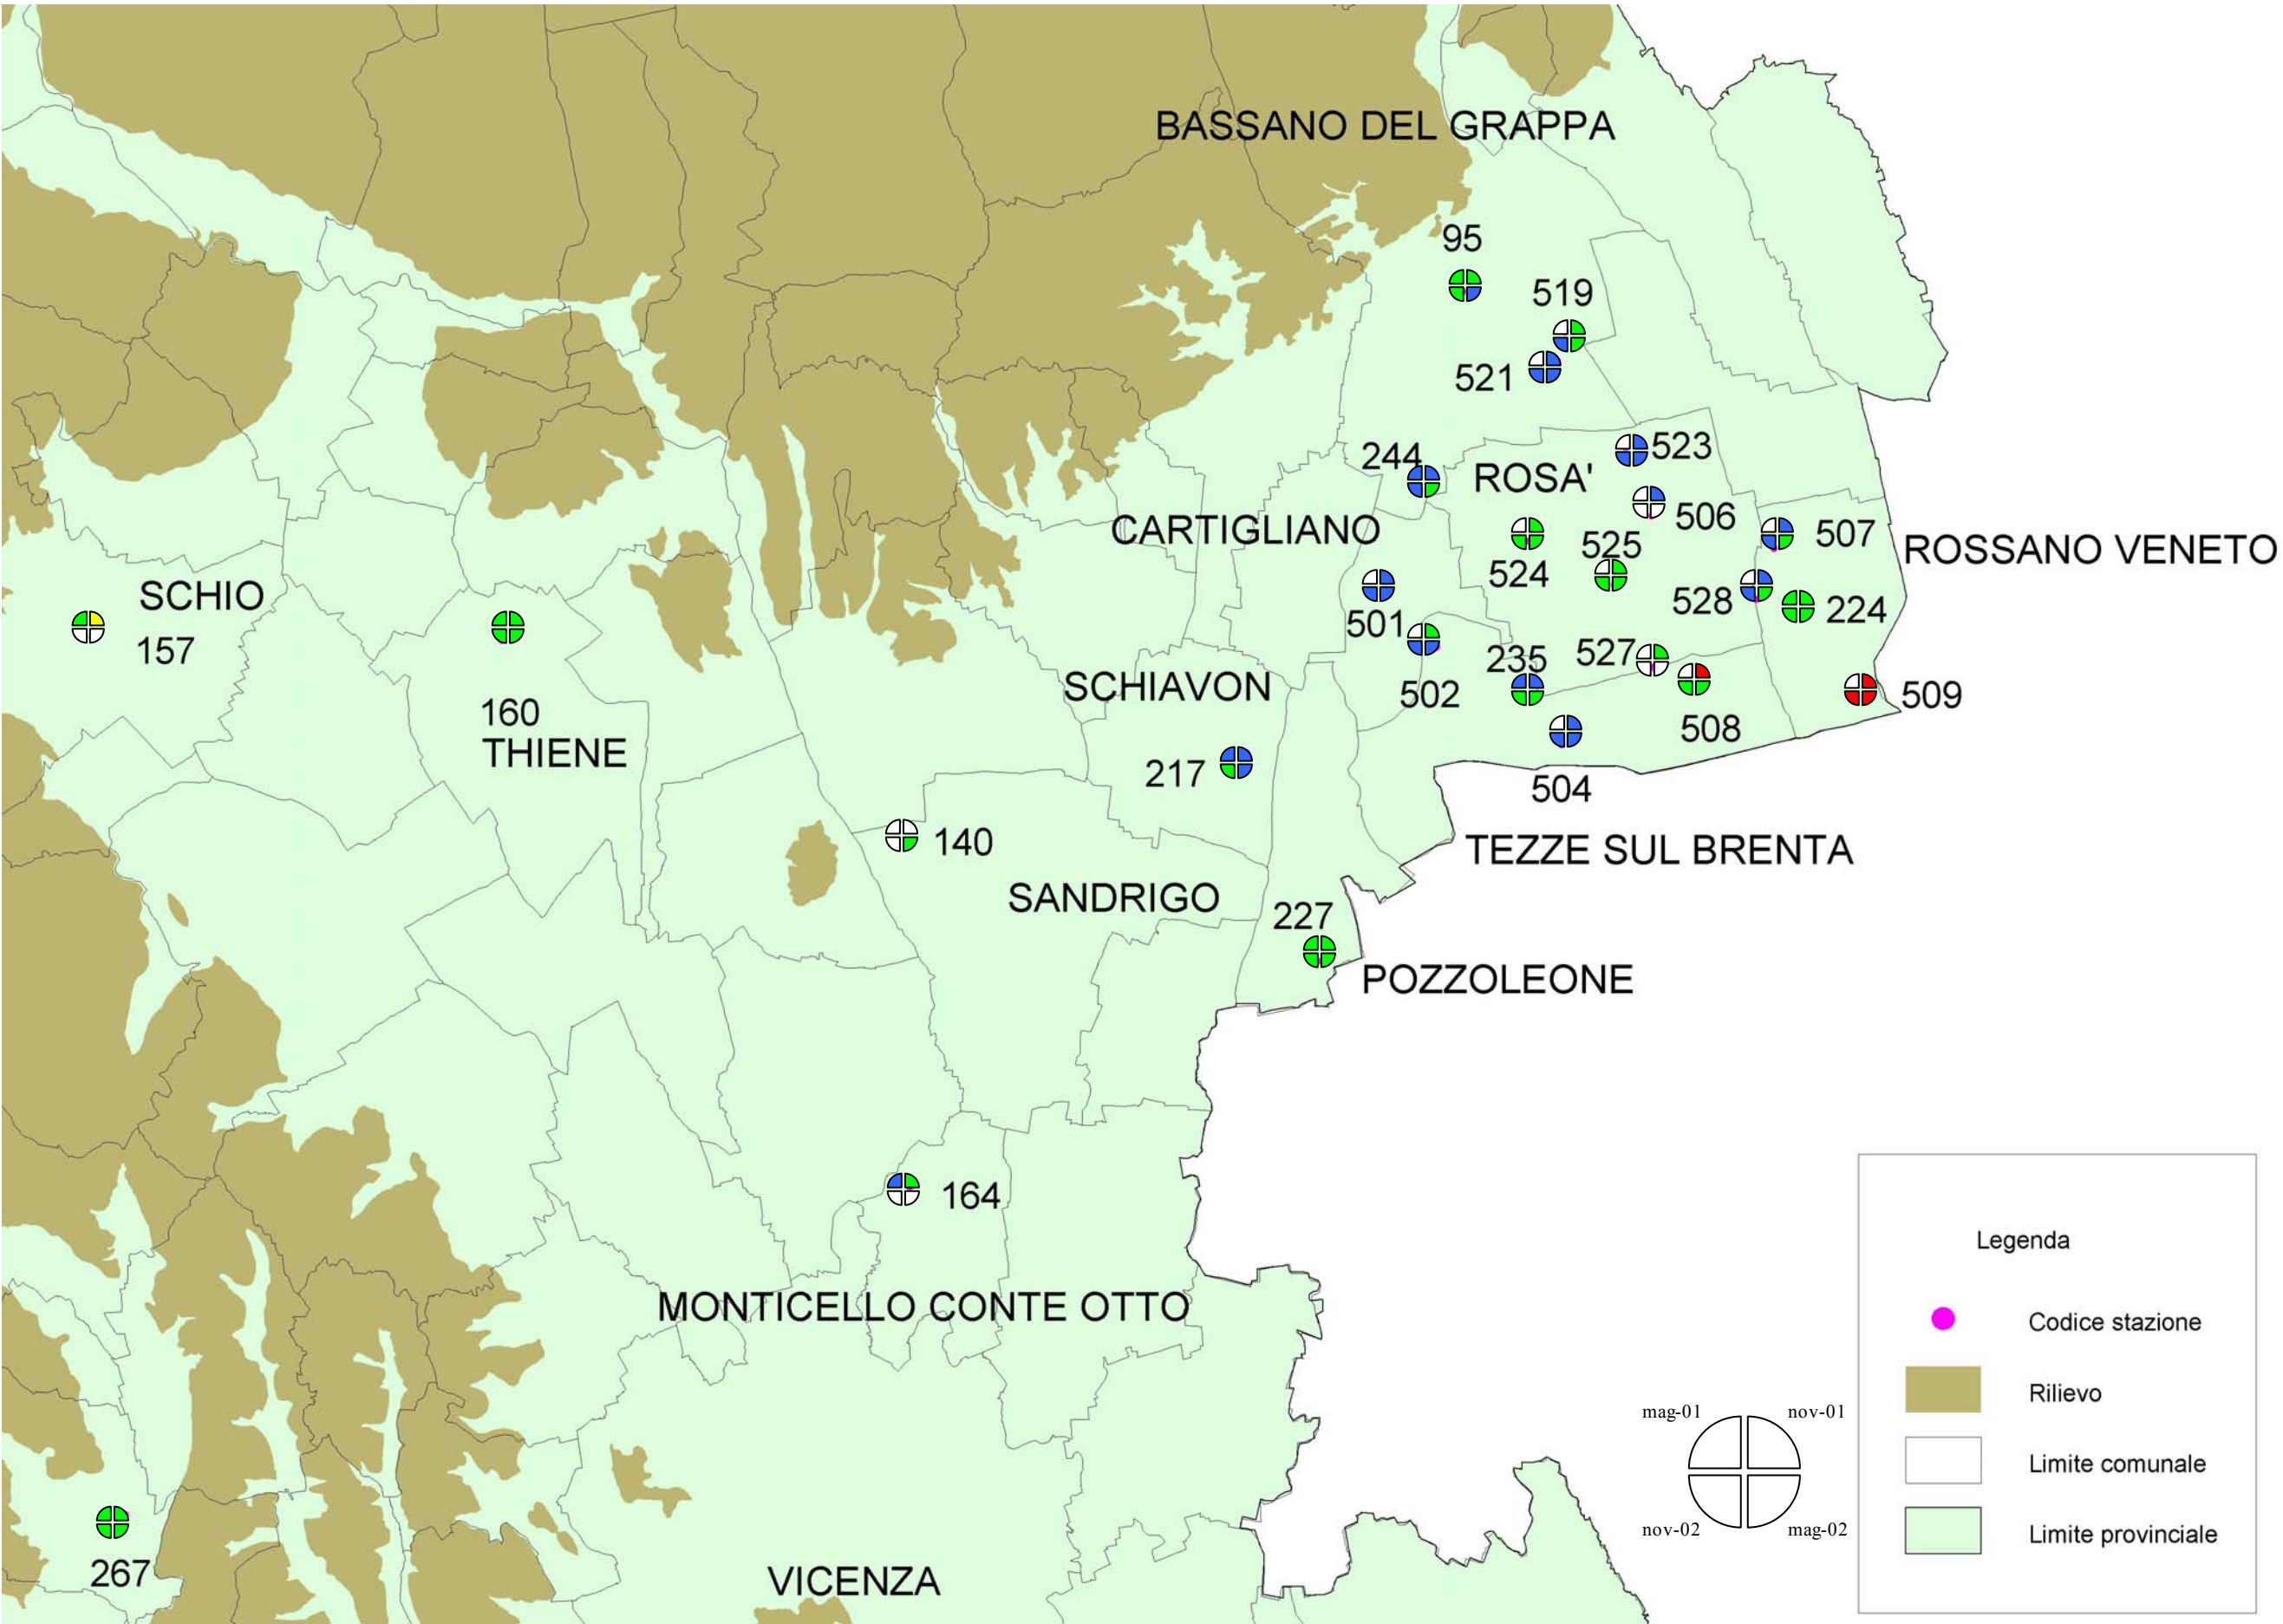 BASSANO DEL GRAPPA
95
519
521
523
244
ROSA'
506
CARTIGLIANO
525
507
ROSSANO VENETO
524
SCHIO
528
224
501
157
235
527
SCHIAVON
502
509
160
508
THIENE
217
504
140
TEZZE SUL BRENTA
SANDRIGO
227
POZZOLEONE
164
MONTICELLO CONTE OTTO
267
VICENZA
mag-01
nov-01
nov-02
mag-02
Legenda
Codice stazione
Rilievo
Limite comunale
Limite provinciale